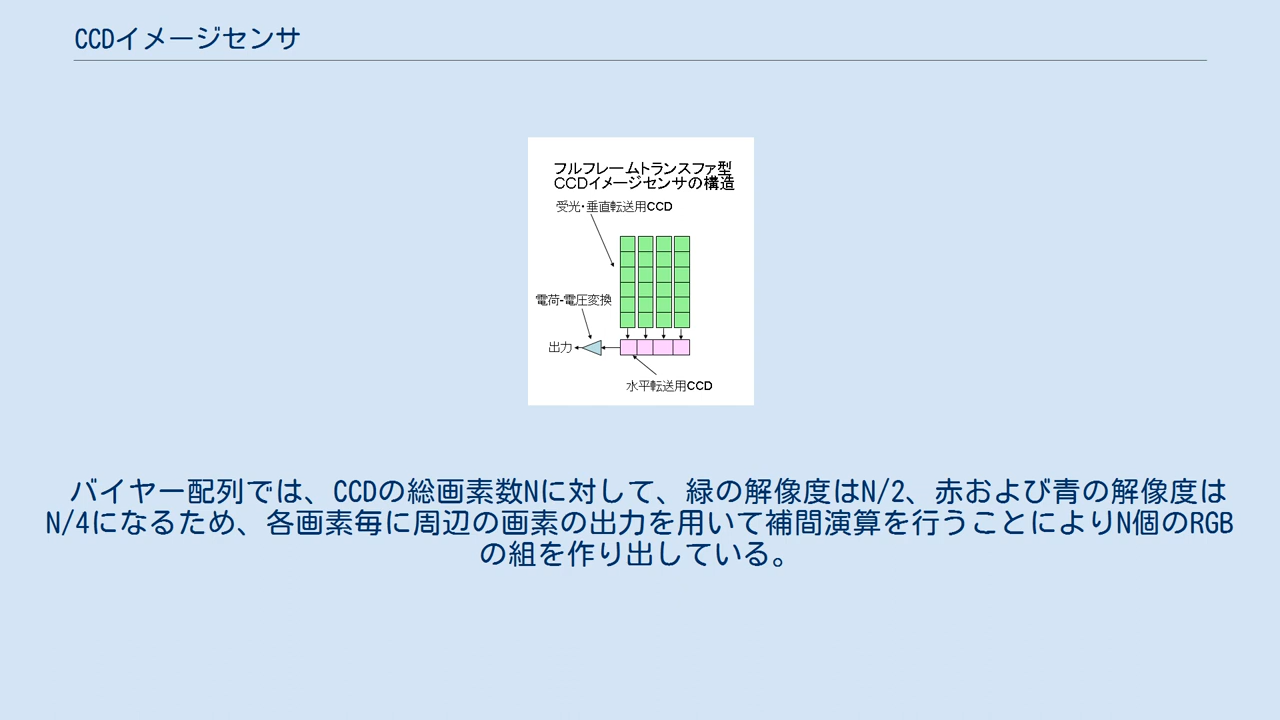 CCDイメージセンサ
フルフレームトランスファ型
CCDイメージセンサの構造
受光・垂直転送用CCD
電荷-電圧変換
出力
水平転送用CCD
バイヤー配列では、CCDの総画素数Nに対して、緑の解像度はN/2、赤および青の解像度は
N/4になるため、各画素毎に周辺の画素の出力を用いて補間演算を行うことによりN個のRGB
の組を作り出している。